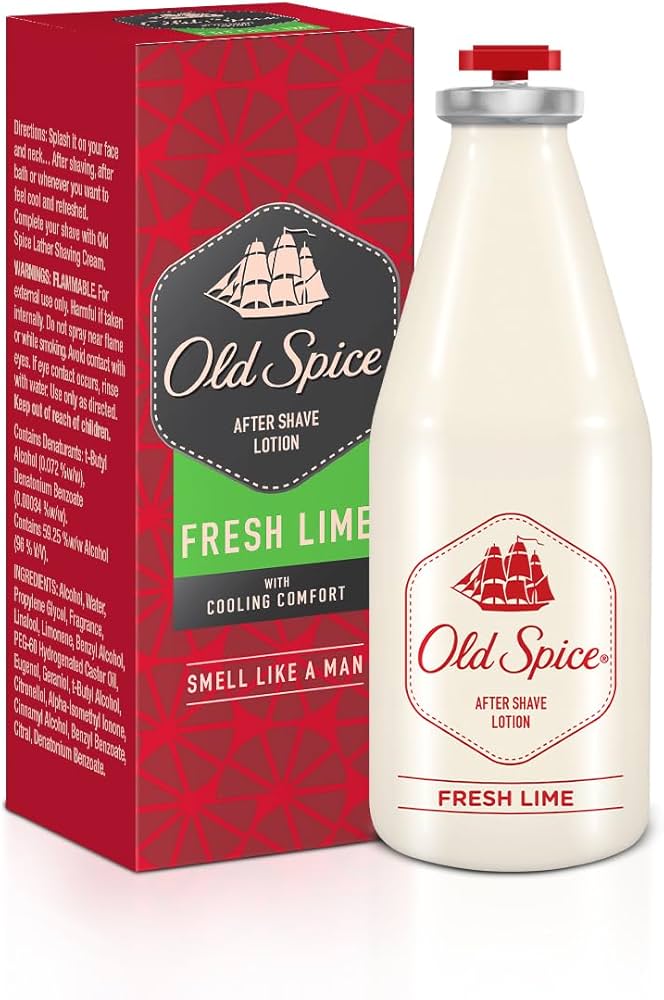 Directions: Splash it on your face
and neck... After shaving, after
bath or whenever you want to
feel cool and refreshed.
Complete your shave with Old
Spice Lather Shaving Cream.
WARNINGS: FLAMMABLE. For
external use only. Harmful if taken
internally. Do not spray near flame
or while smoking. Avoid contact with
eyes. If eye contact occurs, rinse
with water. Use only as directed.
Keep out of reach of children.
Contains Denaturants: t-Butyl
Alcohol (0.072 %w/w),
Denatonium Benzoate
(0.00034 %w/w).
Contains 59.25 %w/w Alcohol
(96 % V/V).
INGREDIENTS: Alcohol, Water,
Propylene Glycol, Fragrance,
Linalool, Limonene, Benzyl Alcohol,
PEG-60 Hydrogenated Castor Oil,
Eugenol, Geraniol, t-Butyl Alcohol,
Citronellol, Alpha-Isomethyl Ionone,
Cinnamyl Alcohol, Benzyl Benzoate,
Citral, Denatonium Benzoate.
Old Spice
AFTER SHAVE
LOTION
FRESH LIME
WITH
COOLING COMFORT
SMELL LIKE A MAN
Old Spice®
AFTER SHAVE
LOTION
FRESH LIME